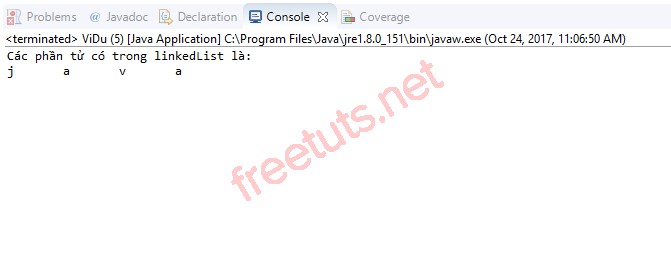 Problems @ Javadoc Declaration Console Coverage
<terminated> ViDu (5) [Java Application] C:\Program Files\Java\jre1.8.0_151\bin\javaw.exe (Oct 24, 2017, 11:06:50 AM)
Các phần tử có trong linkedList là:
j a v a
freetuts.net